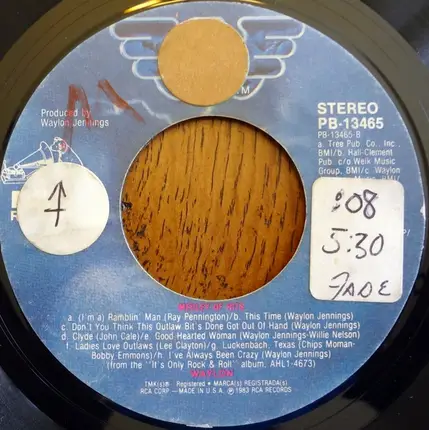 M
STEREO
PB-13465
PB-13465-B
Produced by
Waylon Jennings
a. Tree Pub. Co., Inc.
BMI/b. Hall-Clement
Pub. c/o Welk Music
Group, BMI/c. Waylon
:08
5:30
FADE
a. (I'm a) Ramblin' Man (Ray Pennington)/b. This Time (Waylon Jennings)
c. Don't You Think This Outlaw Bit's Done Got Out Of Hand (Waylon Jennings)
d. Clyde (John Cale)/e. Good Hearted Woman (Waylon Jennings-Willie Nelson)
f. Ladies Love Outlaws (Lee Clayton)/g. Luckenbach, Texas (Chips Moman-
Bobby Emmons)/h. I've Always Been Crazy (Waylon Jennings)
(from the "It's Only Rock & Roll" album, AHL1-4673)
WAYLON
TMK(s)® Registered • MARCA(s) REGISTRADA(s)
RCA CORP — MADE IN U.S.A. ℗ 1983 RCA RECORDS